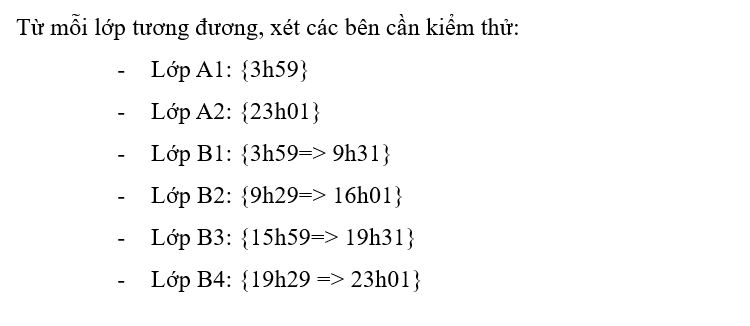 Từ mỗi lớp tương đương, xét các bên cần kiểm thử:
- Lớp A1: {3h59}
- Lớp A2: {23h01}
- Lớp B1: {3h59=> 9h31}
- Lớp B2: {9h29=> 16h01}
- Lớp B3: {15h59=> 19h31}
- Lớp B4: {19h29 => 23h01}